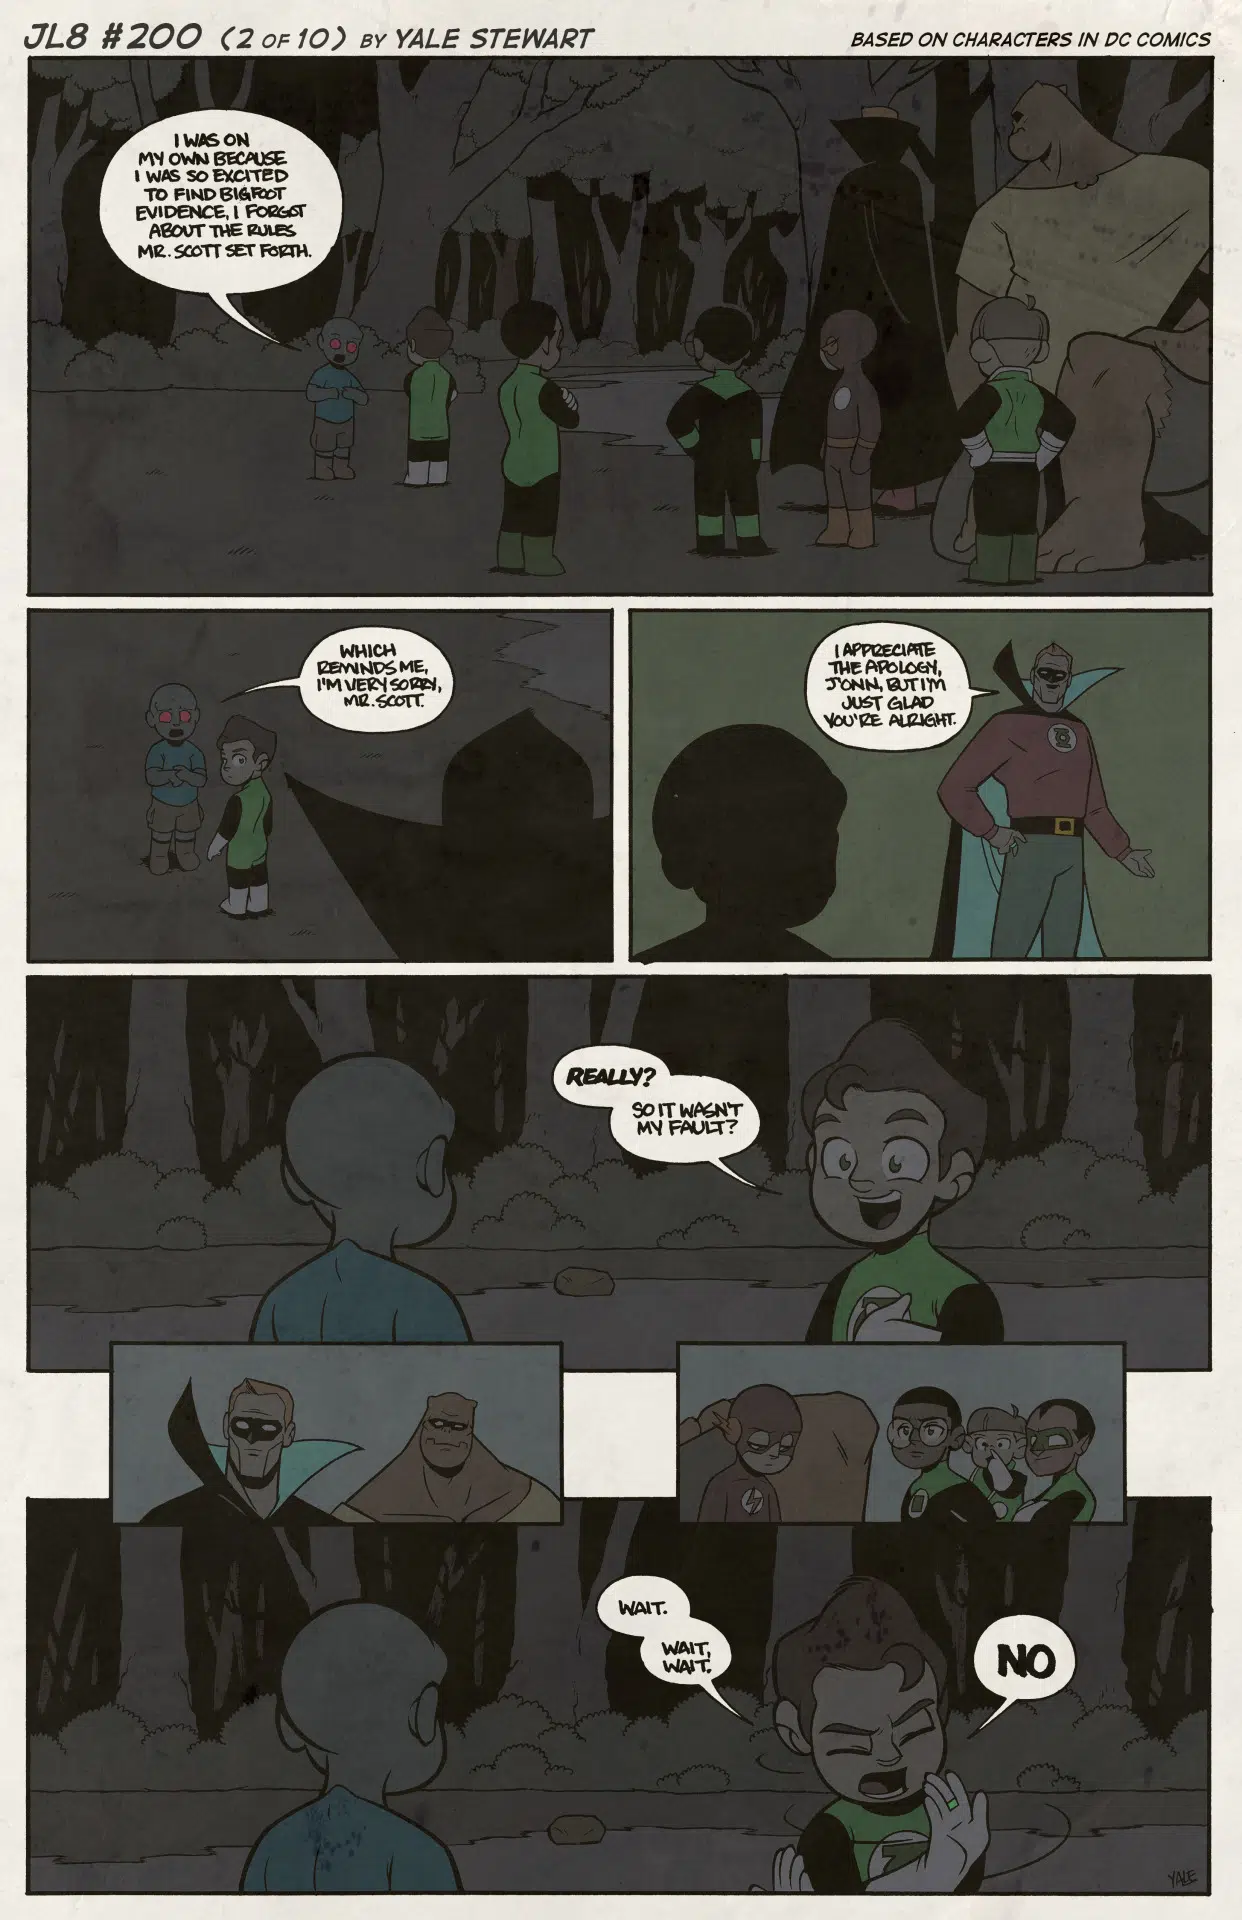 JL8 #200 (2 OF 10) BY YALE STEWART
BASED ON CHARACTERS IN DC COMICS
I WAS ON
MY OWN BECAUSE
I WAS SO EXCITED
TO FIND BIGFOOT
EVIDENCE, I FORGOT
ABOUT THE RULES
MR. SCOTT SET FORTH.
WHICH
REMINDS ME,
I'M VERY SORRY,
MR. SCOTT.
I APPRECIATE
THE APOLOGY,
J'ONN, BUT I'M
JUST GLAD
YOU'RE ALRIGHT.
REALLY?
SO IT WASN'T
MY FAULT?
WAIT.
WAIT,
WAIT.
NO
YALE